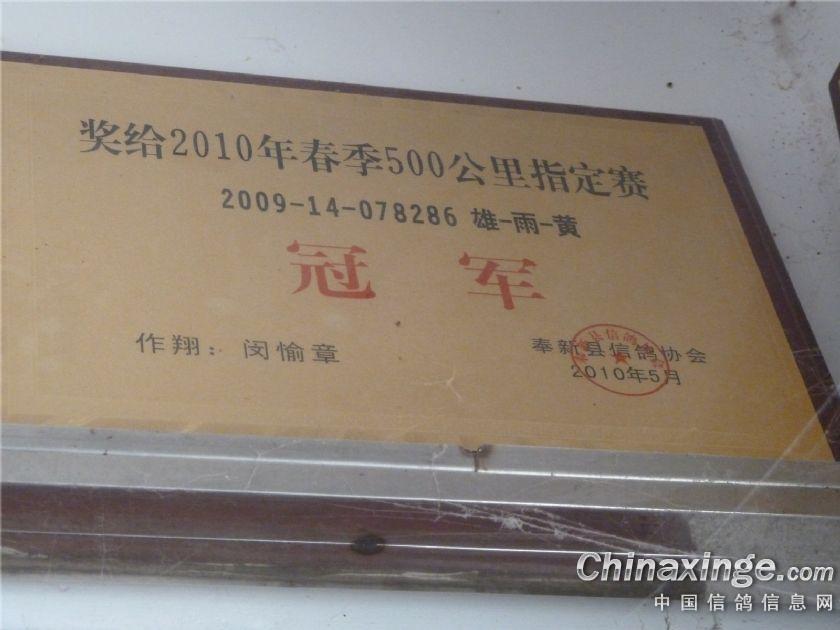 奖给2010年春季500公里指定赛
2009-14-078286 雄-雨-黄
冠 军
作翔：闵愉章
奉新县信鸽协会
2010年5月
Chinaxinge.com
中国信鸽信息网